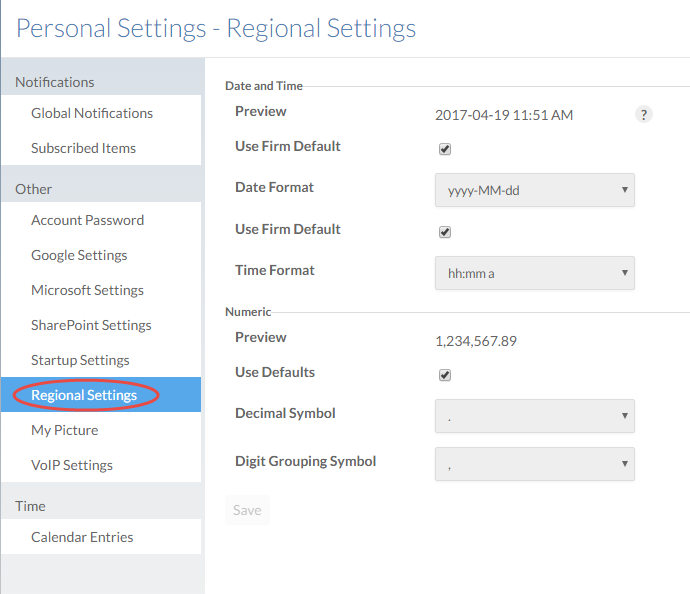 Personal Settings - Regional Settings
Notifications
Global Notifications
Subscribed Items
Other
Account Password
Google Settings
Microsoft Settings
SharePoint Settings
Startup Settings
Regional Settings
My Picture
VoIP Settings
Time
Calendar Entries
Date and Time
Preview 2017-04-19 11:51 AM ?
Use Firm Default
Date Format yyyy-MM-dd
Use Firm Default
Time Format hh:mm a
Numeric
Preview 1,234,567.89
Use Defaults
Decimal Symbol .
Digit Grouping Symbol ,
Save